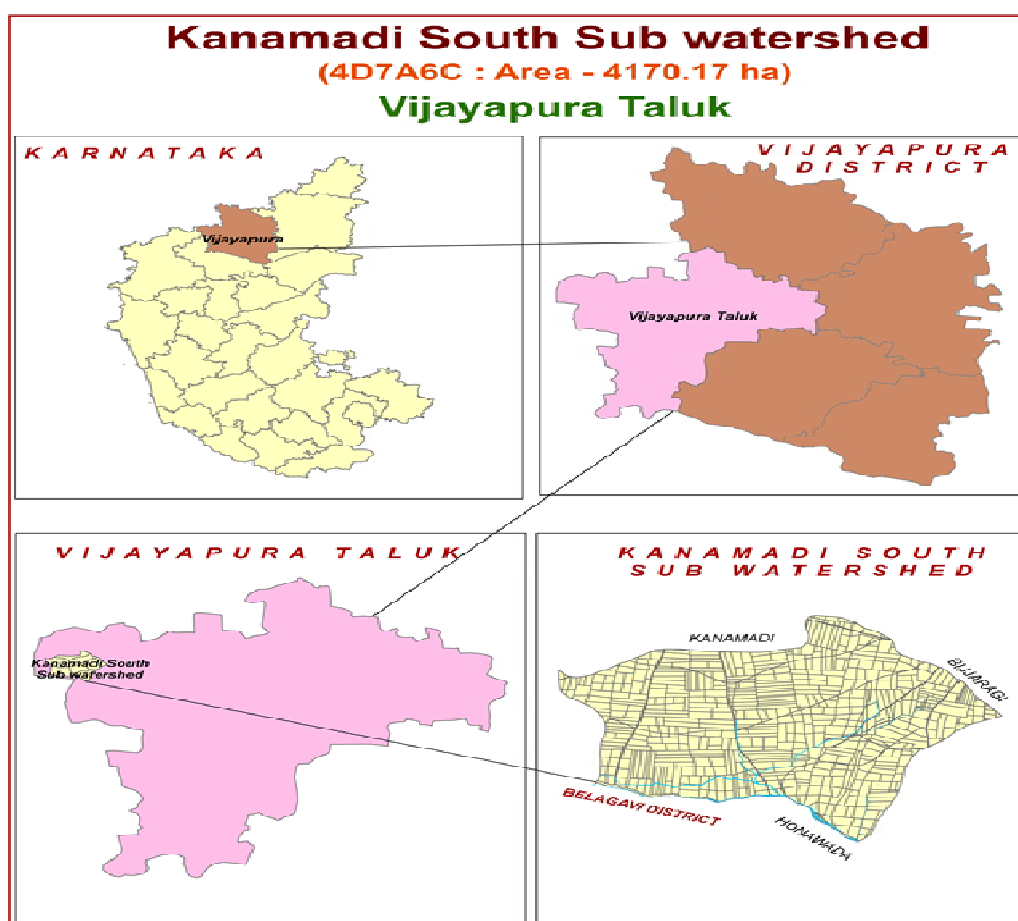 Kanamadi South Sub watershed
(4D7A6C : Area - 4170.17 ha)
Vijayapura Taluk
KARNATAKA
Vijayapura
VIJAYAPURA
DISTRICT
Vijayapura Taluk
VIJAYAPURA TALUK
Kanamadi South
Sub watershed
KANAMADI SOUTH
SUB WATERSHED
KANAMADI
BIJJARAGI
BELAGAVI DISTRICT
HONAWADA